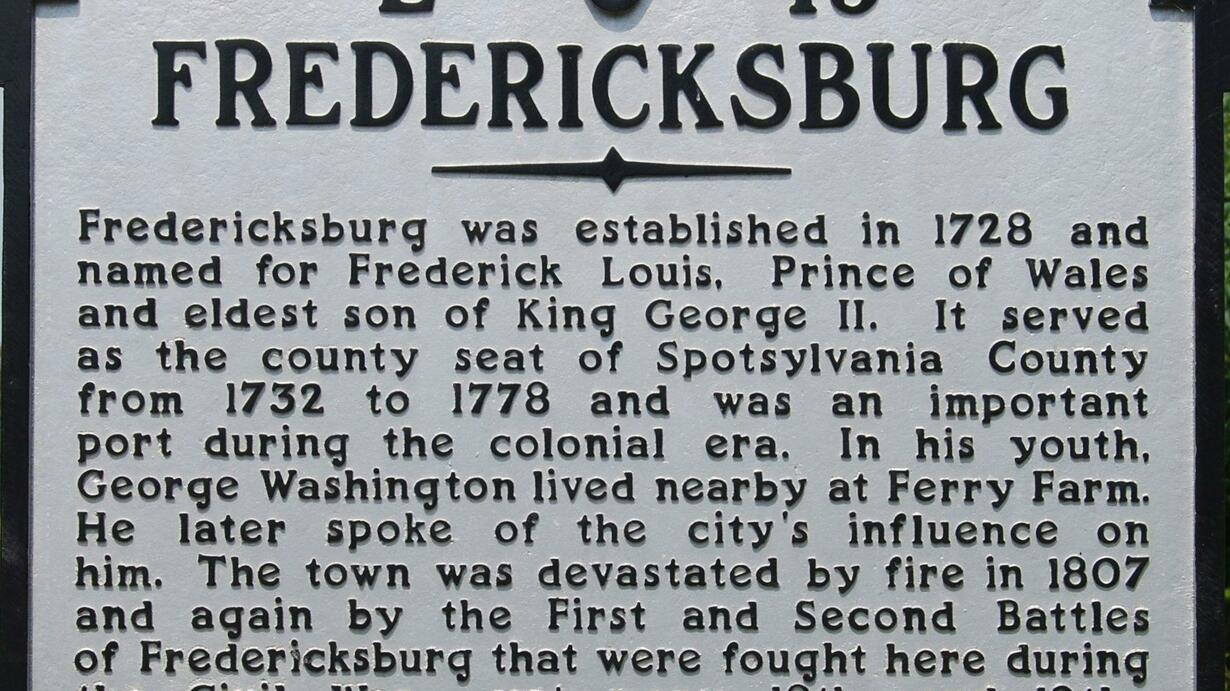 FREDERICKSBURG
Fredericksburg was established in 1728 and
named for Frederick Louis, Prince of Wales
and eldest son of King George II. It served
as the county seat of Spotsylvania County
from 1732 to 1778 and was an important
port during the colonial era. In his youth,
George Washington lived nearby at Ferry Farm.
He later spoke of the city's influence on
him. The town was devastated by fire in 1807
and again by the First and Second Battles
of Fredericksburg that were fought here during
the Civil War.